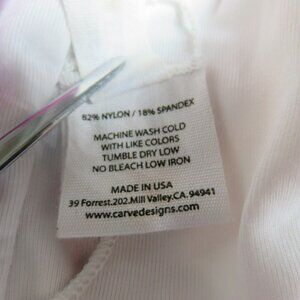 82% NYLON / 18% SPANDEX
MACHINE WASH COLD
WITH LIKE COLORS
TUMBLE DRY LOW
NO BLEACH LOW IRON
MADE IN USA
39 Forrest.202.Mill Valley.CA. 94941
www.carvedesigns.com